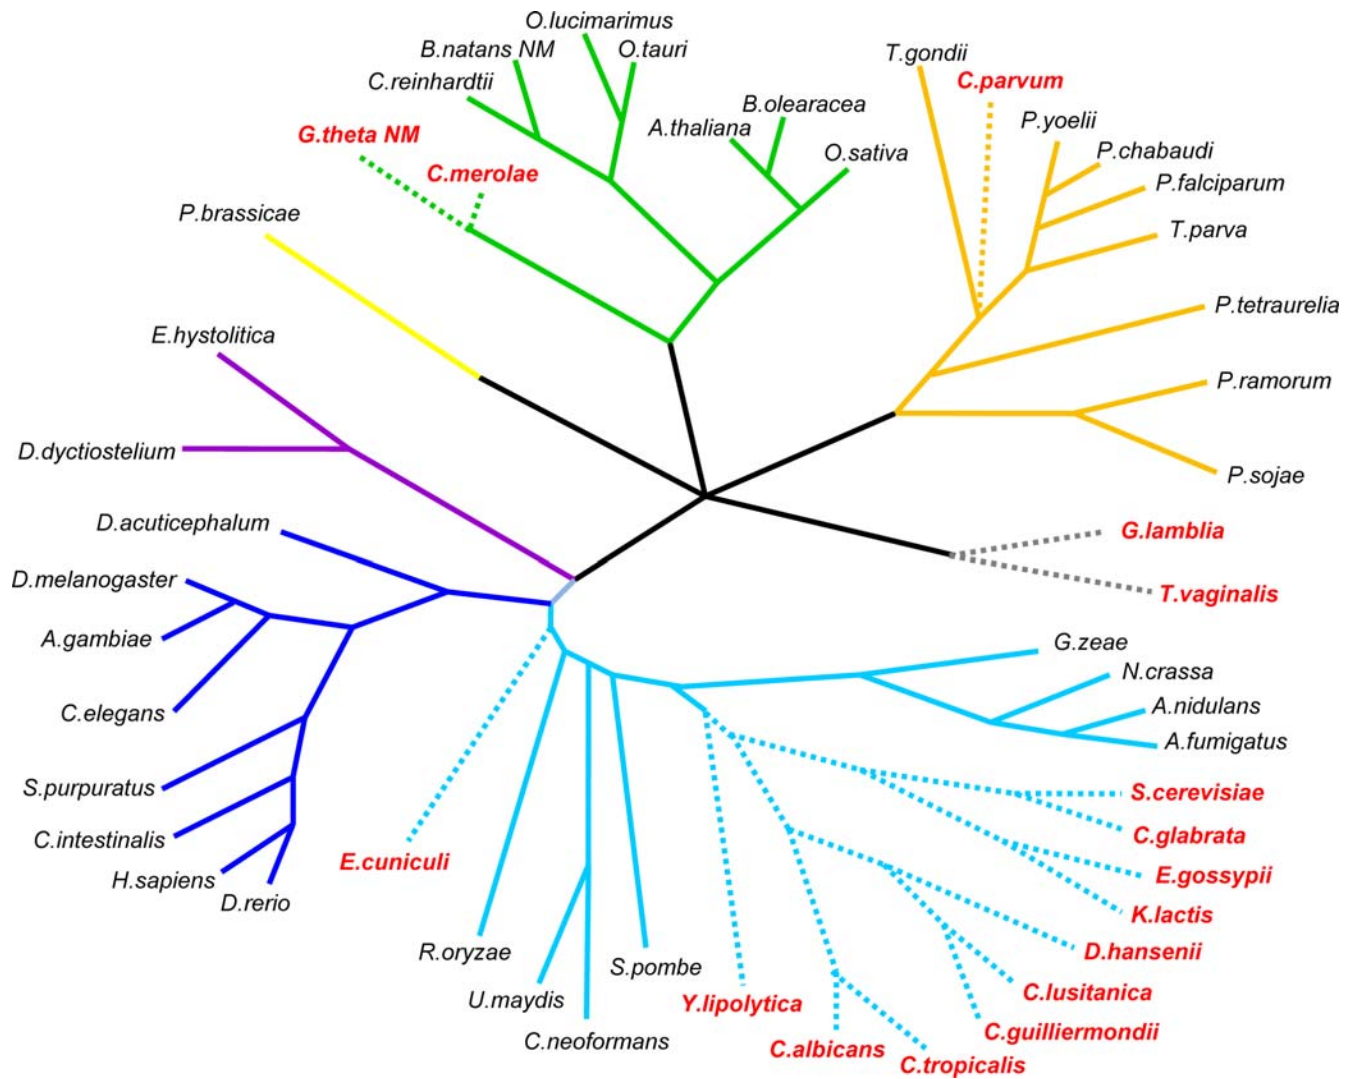 O.lucimarimus
B.natans NM
O.tauri
C.reinhardtii
T.gondii
C.parvum
G.theta NM
C.merolae
A.thaliana
B.olearacea
O.sativa
P.yoelii
P.chabaudi
P.falciparum
P.brassicae
T.parva
E.hystolitica
P.tetraurelia
P.ramorum
D.dyctiostelium
P.sojae
D.acuticephalum
G.lamblia
D.melanogaster
T.vaginalis
A.gambiae
G.zeae
N.crassa
C.elegans
A.nidulans
A.fumigatus
S.purpuratus
S.cerevisiae
C.intestinalis
C.glabrata
H.sapiens
E.cuniculi
E.gossypii
D.rerio
K.lactis
R.oryzae
S.pombe
D.hansenii
U.maydis
Y.lipolytica
C.lusitanica
C.neoformans
C.guilliermondii
C.albicans
C.tropicalis